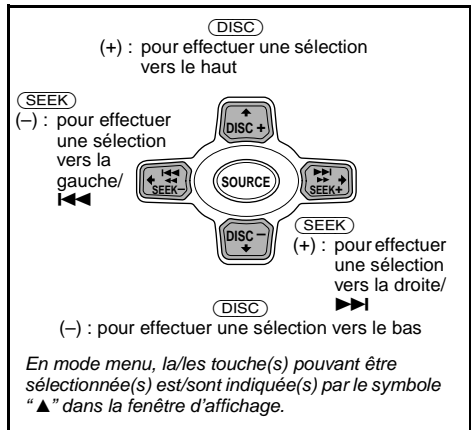 DISC
(+) : pour effectuer une sélection
vers le haut
SEEK
(–) : pour effectuer
une sélection
vers la
gauche/
⏮
DISC +
SEEK–
SOURCE
SEEK+
DISC –
SEEK
(+) : pour effectuer
une sélection
vers la droite/
⏭
DISC
(–) : pour effectuer une sélection vers le bas
En mode menu, la/les touche(s) pouvant être
sélectionnée(s) est/sont indiquée(s) par le symbole
“▲” dans la fenêtre d’affichage.